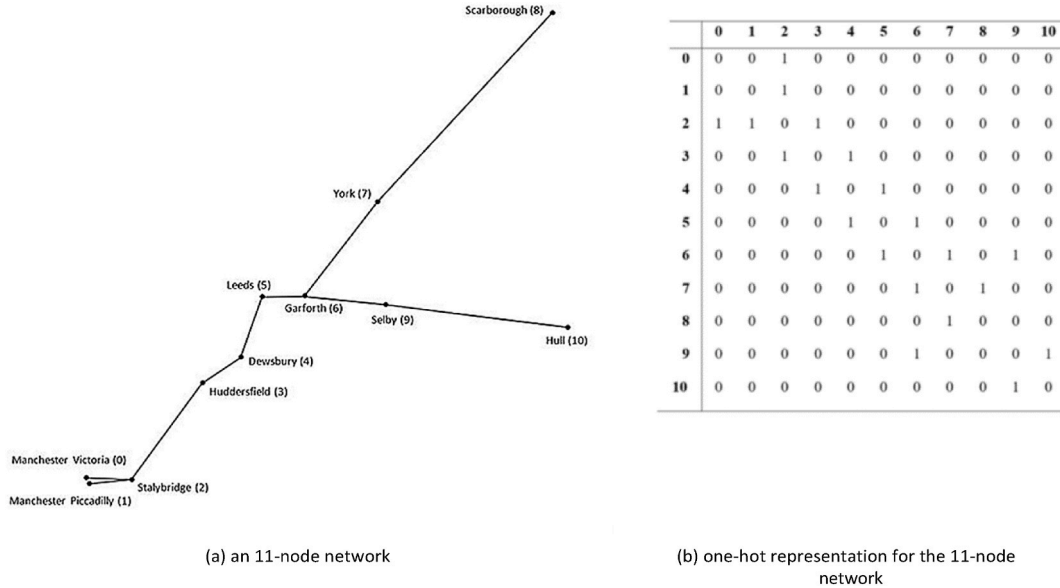 Scarborough (8)
York (7)
Leeds (5)
Garforth (6)
Selby (9)
Hull (10)
Dewsbury (4)
Huddersfield (3)
Manchester Victoria (0)
Stalybridge (2)
Manchester Piccadilly (1)
(a) an 11-node network
0 1 2 3 4 5 6 7 8 9 10
0 0 0 1 0 0 0 0 0 0 0 0
1 0 0 1 0 0 0 0 0 0 0 0
2 1 1 0 1 0 0 0 0 0 0 0
3 0 0 1 0 1 0 0 0 0 0 0
4 0 0 0 1 0 1 0 0 0 0 0
5 0 0 0 0 1 0 1 0 0 0 0
6 0 0 0 0 0 1 0 1 0 1 0
7 0 0 0 0 0 0 1 0 1 0 0
8 0 0 0 0 0 0 0 1 0 0 0
9 0 0 0 0 0 0 1 0 0 0 1
10 0 0 0 0 0 0 0 0 0 1 0
(b) one-hot representation for the 11-node
network